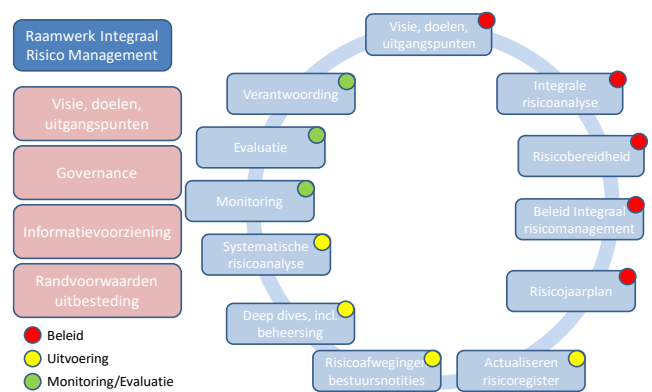 Raamwerk Integraal
Risico Management
Visie, doelen,
uitgangspunten
Governance
Informatievoorziening
Randvoorwaarden
uitbesteding
Beleid
Uitvoering
Monitoring/Evaluatie
Visie, doelen,
uitgangspunten
Integrale
risicoanalyse
Risicobereidheid
Beleid Integraal
risicomanagement
Risicojaarplan
Actualiseren
risicoregister
Risicoafwegingen
bestuursnotities
Deep dives, incl.
beheersing
Systematische
risicoanalyse
Monitoring
Evaluatie
Verantwoording